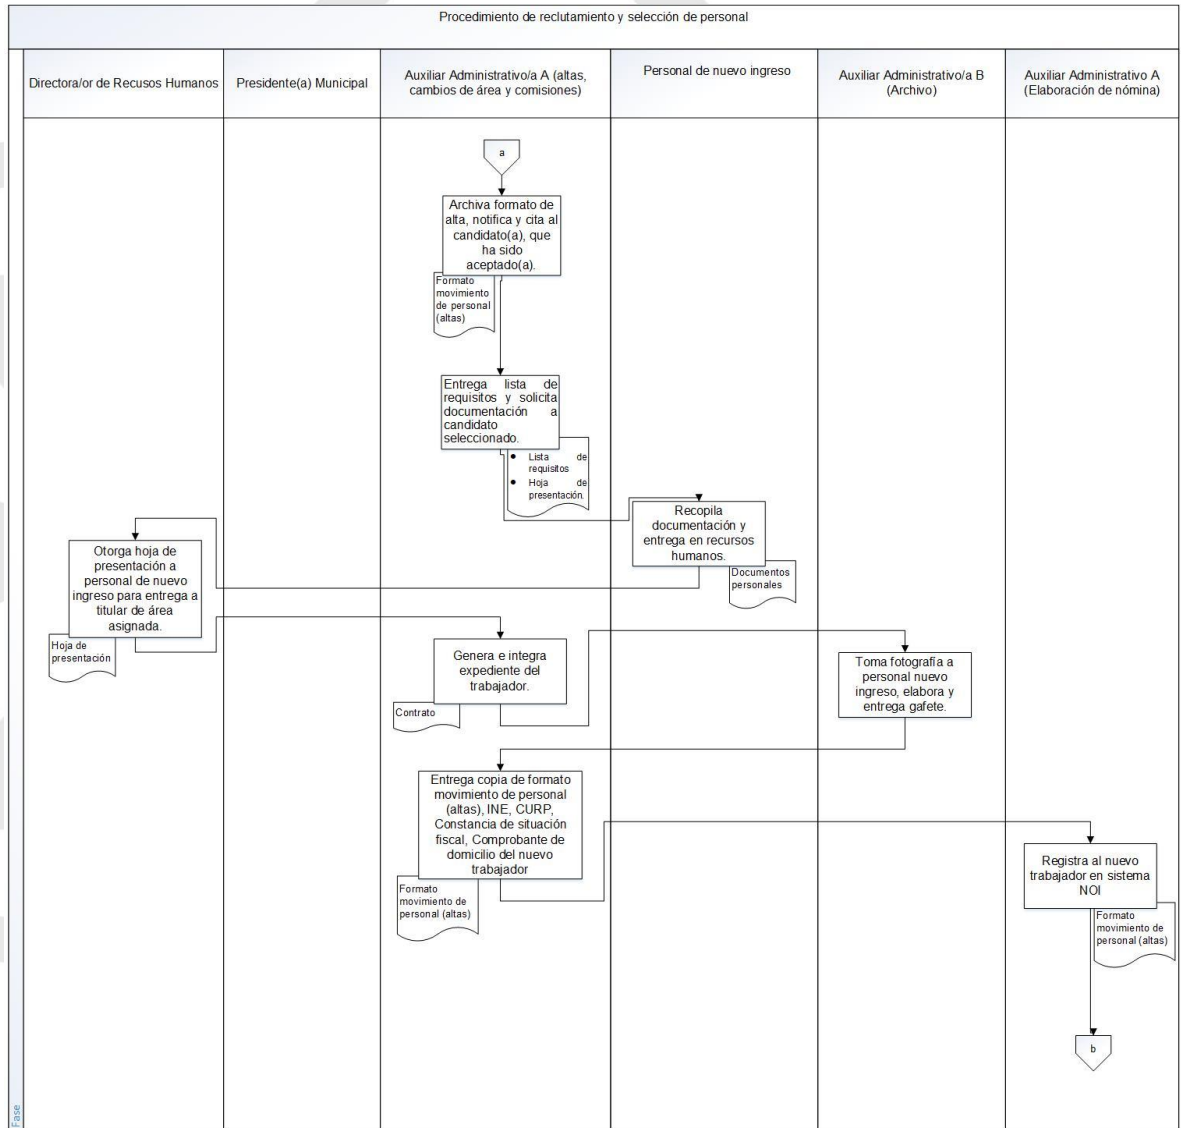 Procedimiento de reclutamiento y selección de personal
Directora/or de Recusos Humanos
Presidente(a) Municipal
Auxiliar Administrativo/a A (altas,
cambios de área y comisiones)
Personal de nuevo ingreso
Auxiliar Administrativo/a B
(Archivo)
Auxiliar Administrativo A
(Elaboración de nómina)
a
Archiva formato de
alta, notifica y cita al
candidato(a), que
ha sido
aceptado(a).
Formato
movimiento
de personal
(altas)
Entrega lista de
requisitos y solicita
documentación a
candidato
seleccionado.
● Lista de
requisitos
● Hoja de
presentación.
Recopila
documentación y
entrega en recursos
humanos.
Documentos
personales
Otorga hoja de
presentación a
personal de nuevo
ingreso para entrega a
titular de área
asignada.
Hoja de
presentación
Genera e integra
expediente del
trabajador.
Contrato
Toma fotografía a
personal nuevo
ingreso, elabora y
entrega gafete.
Entrega copia de formato
movimiento de personal
(altas), INE, CURP,
Constancia de situación
fiscal, Comprobante de
domicilio del nuevo
trabajador
Formato
movimiento de
personal (altas)
Registra al nuevo
trabajador en sistema
NOI
Formato
movimiento de
personal (altas)
b
Fase